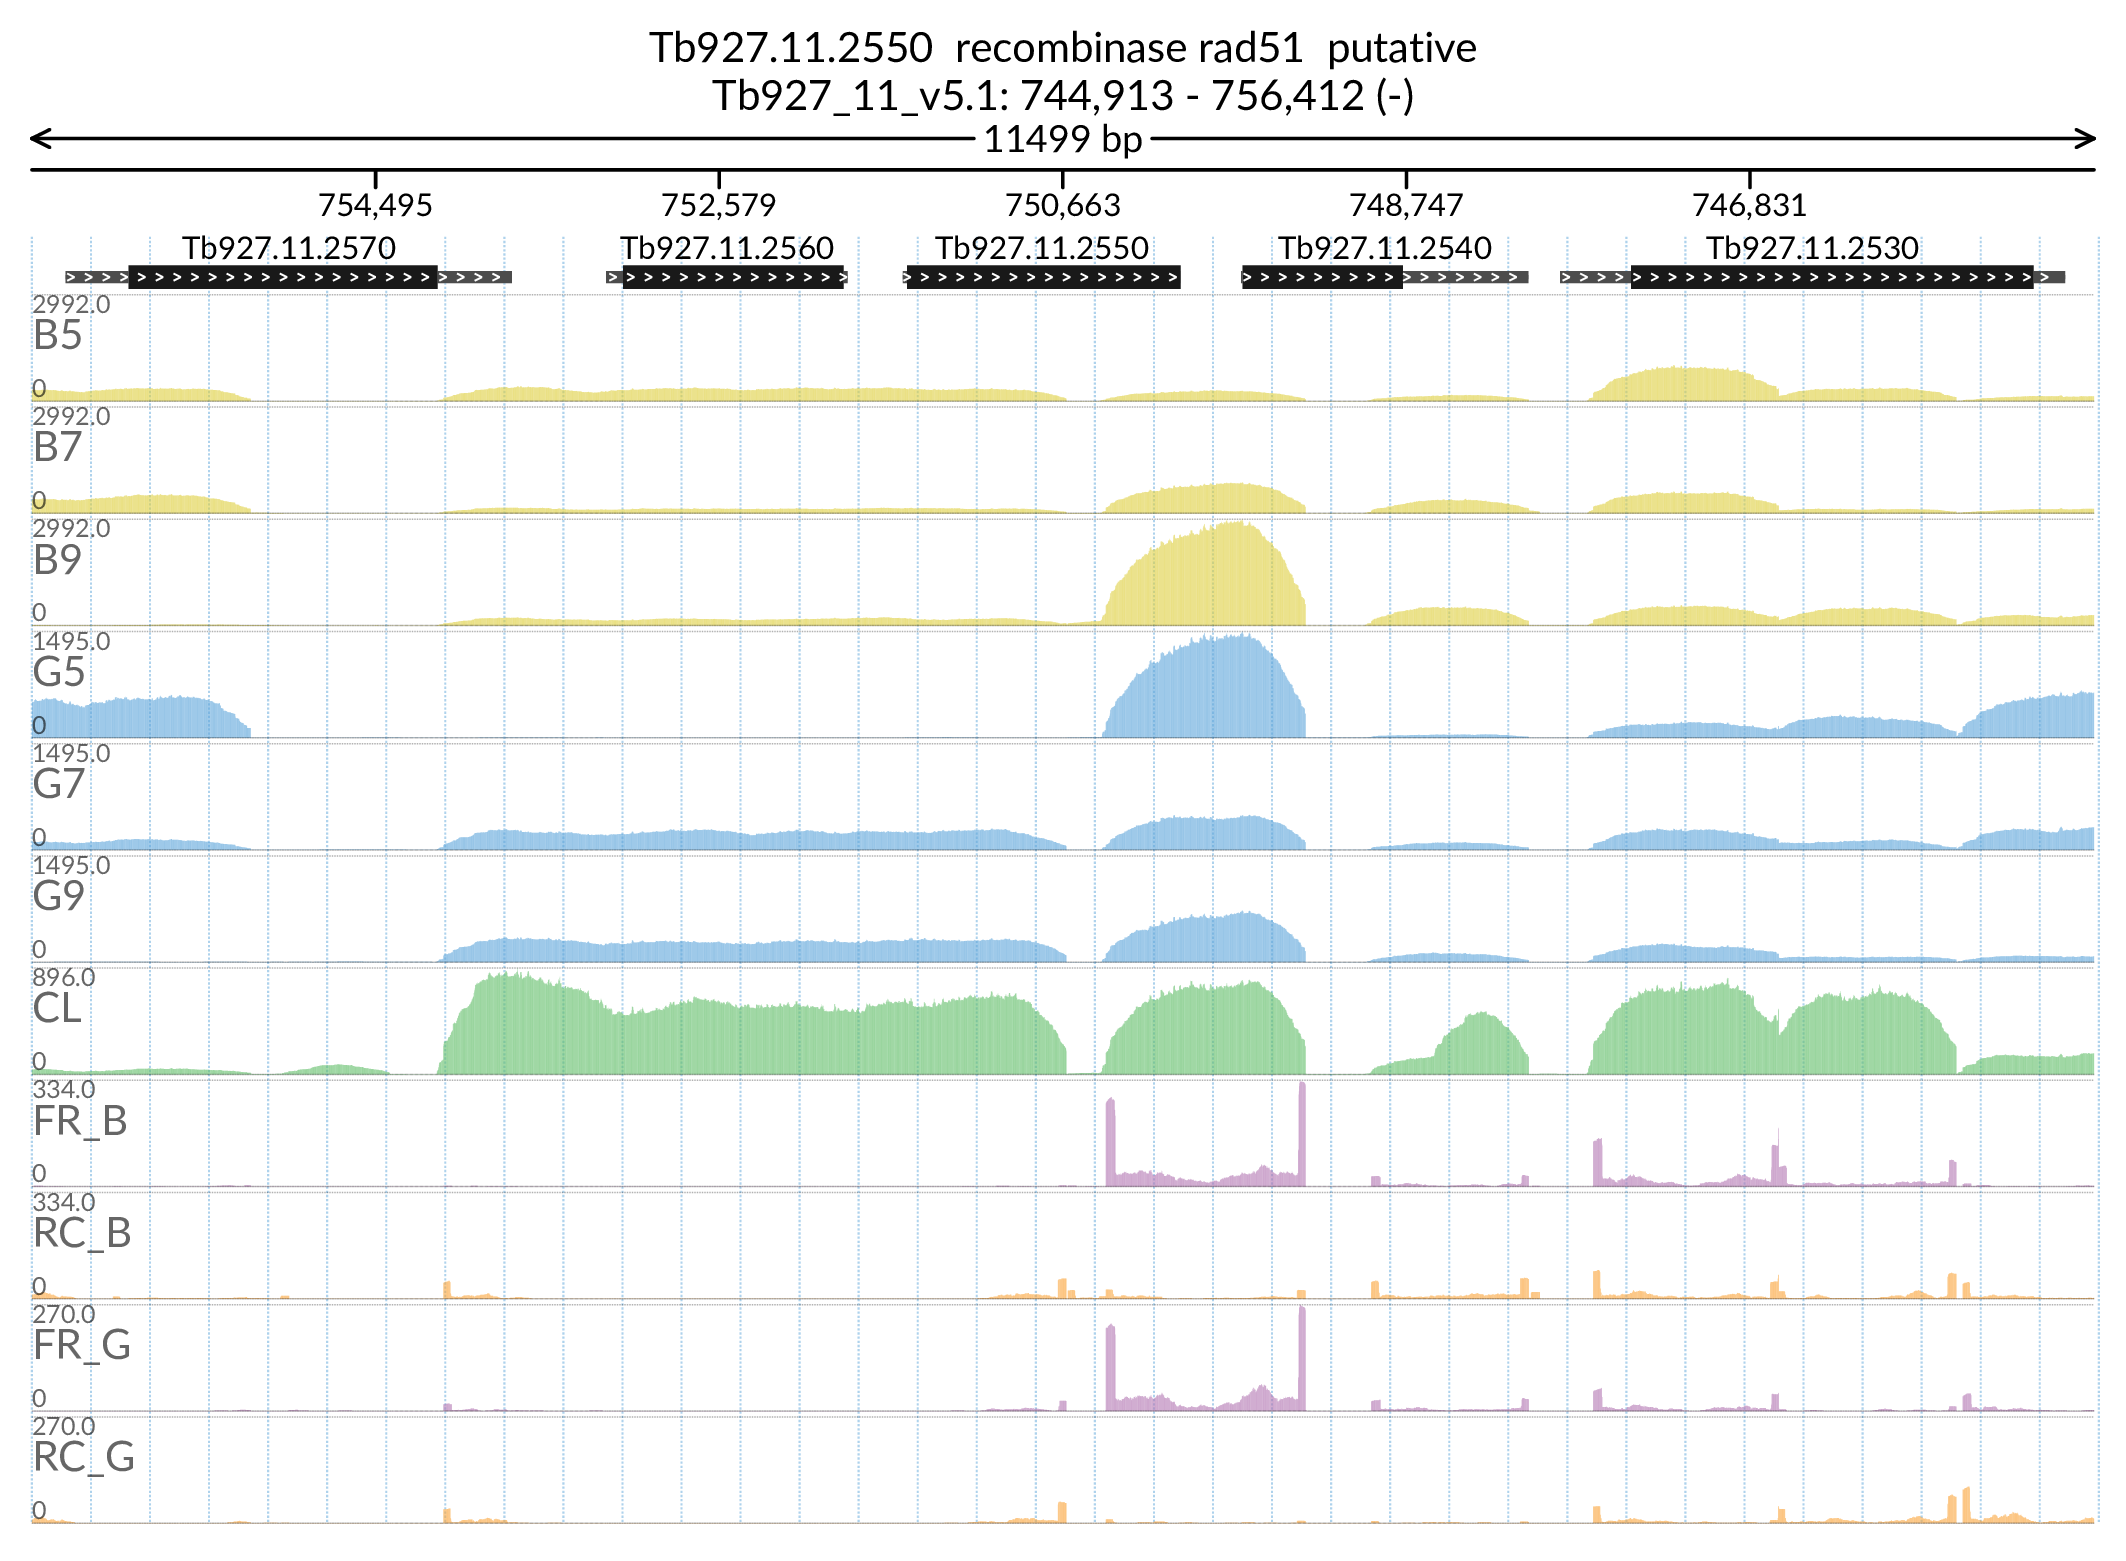 Tb927.11.2550 recombinase rad51 putative
Tb927_11_v5.1: 744,913 - 756,412 (-)
11499 bp
754,495 752,579 750,663 748,747 746,831
Tb927.11.2570 Tb927.11.2560 Tb927.11.2550 Tb927.11.2540 Tb927.11.2530
2992.0
B5
0
2992.0
B7
0
2992.0
B9
0
1495.0
G5
0
1495.0
G7
0
1495.0
G9
0
896.0
CL
0
334.0
FR_B
0
334.0
RC_B
0
270.0
FR_G
0
270.0
RC_G
0